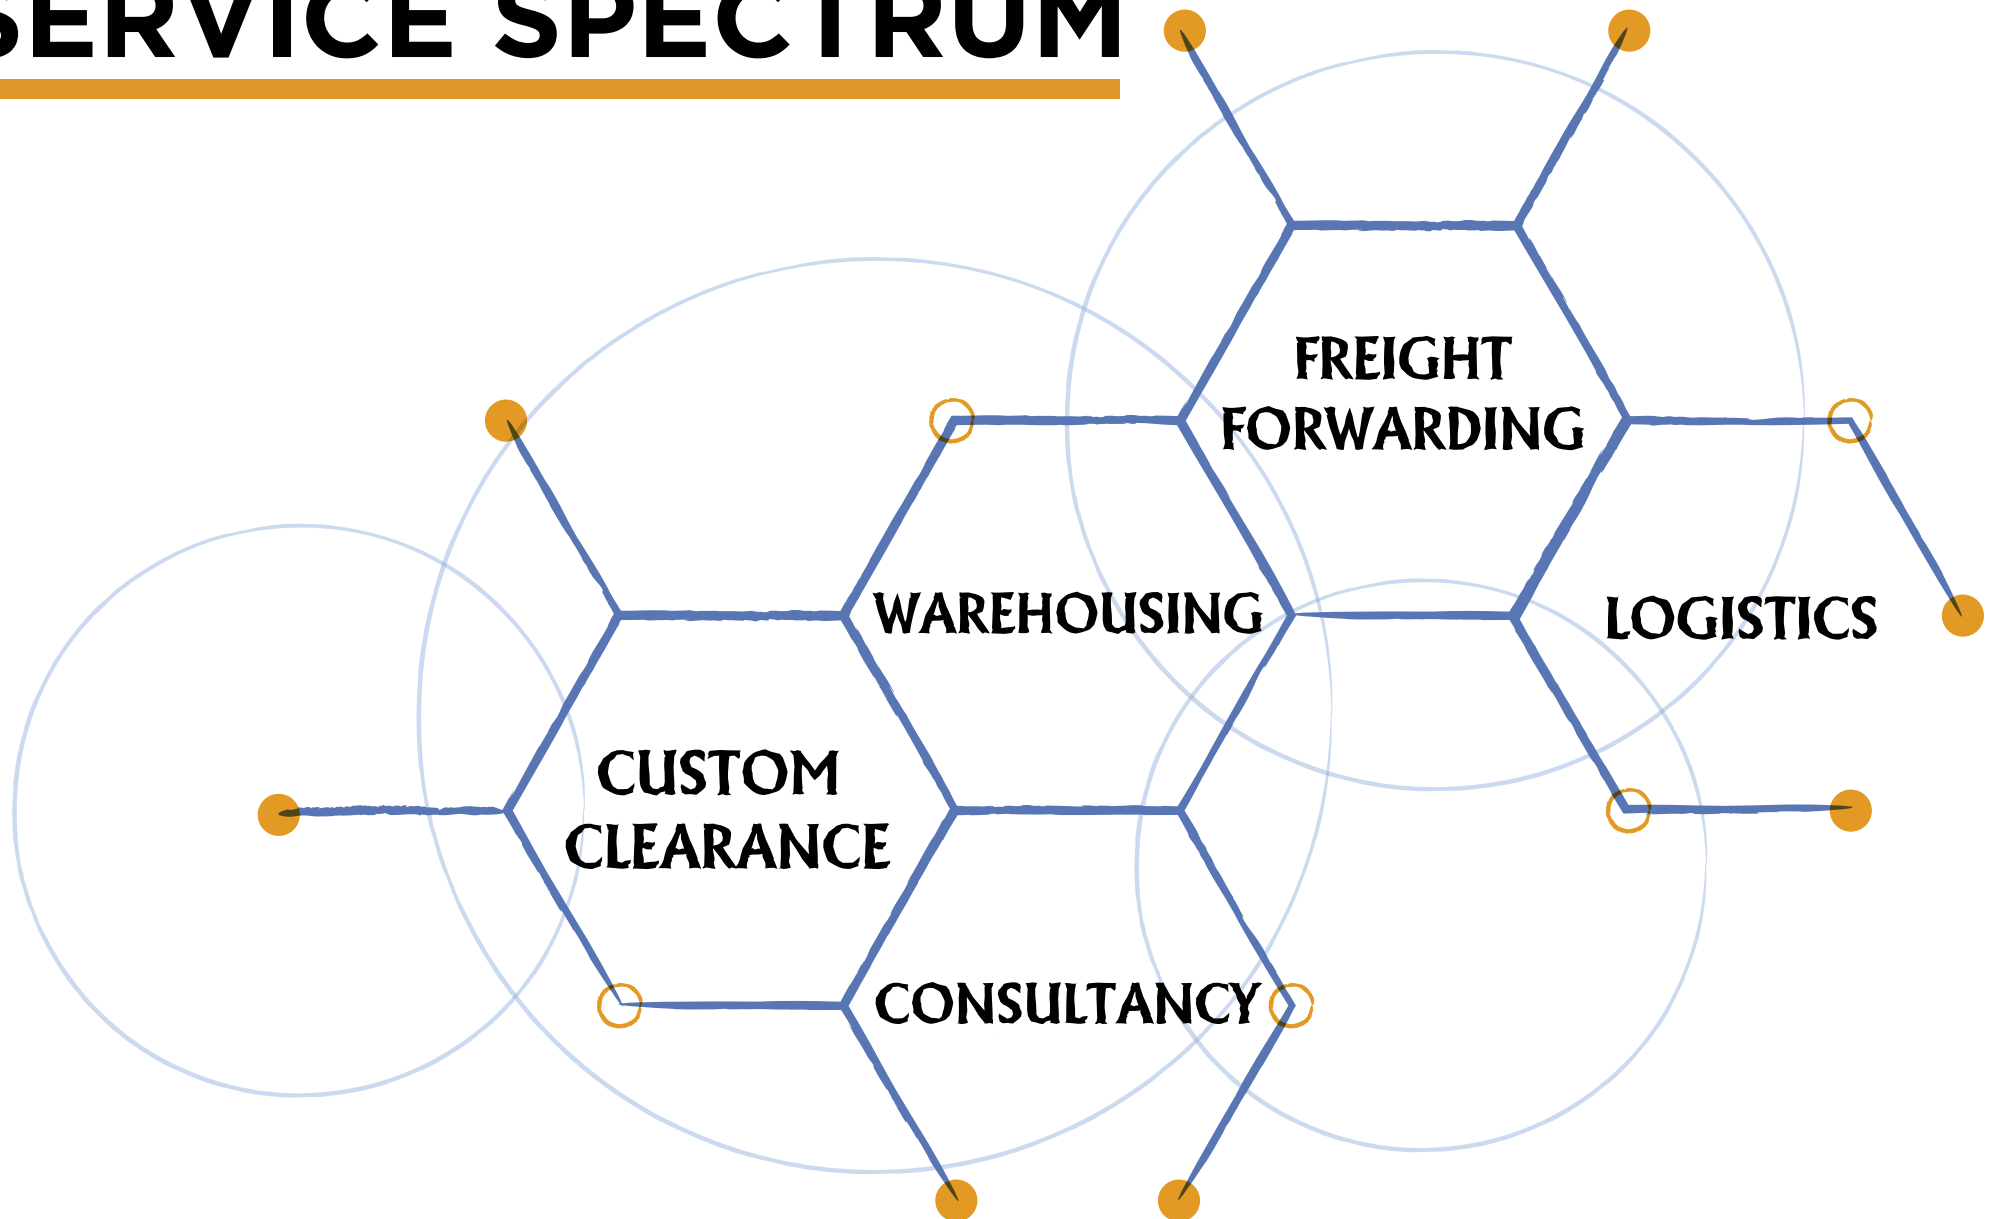 SERVICE SPECTRUM
FREIGHT
FORWARDING
WAREHOUSING
LOGISTICS
CUSTOM
CLEARANCE
CONSULTANCY